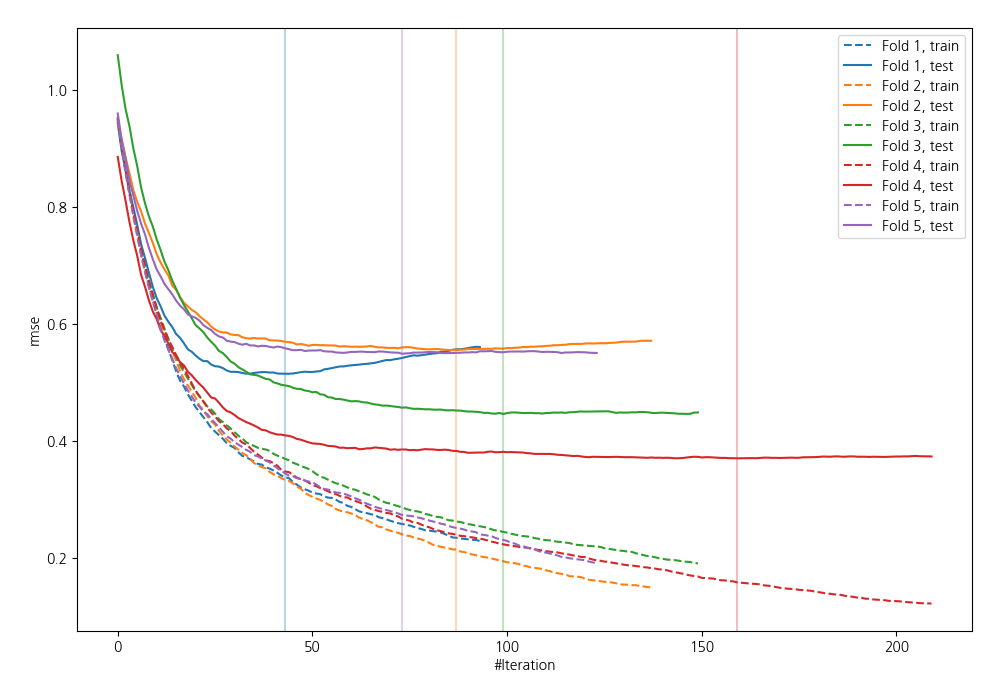 Fold 1, train
Fold 1, test
Fold 2, train
Fold 2, test
Fold 3, train
Fold 3, test
Fold 4, train
Fold 4, test
Fold 5, train
Fold 5, test
1.0
0.8
0.6
0.4
0.2
rmse
0 50 100 150 200
#Iteration